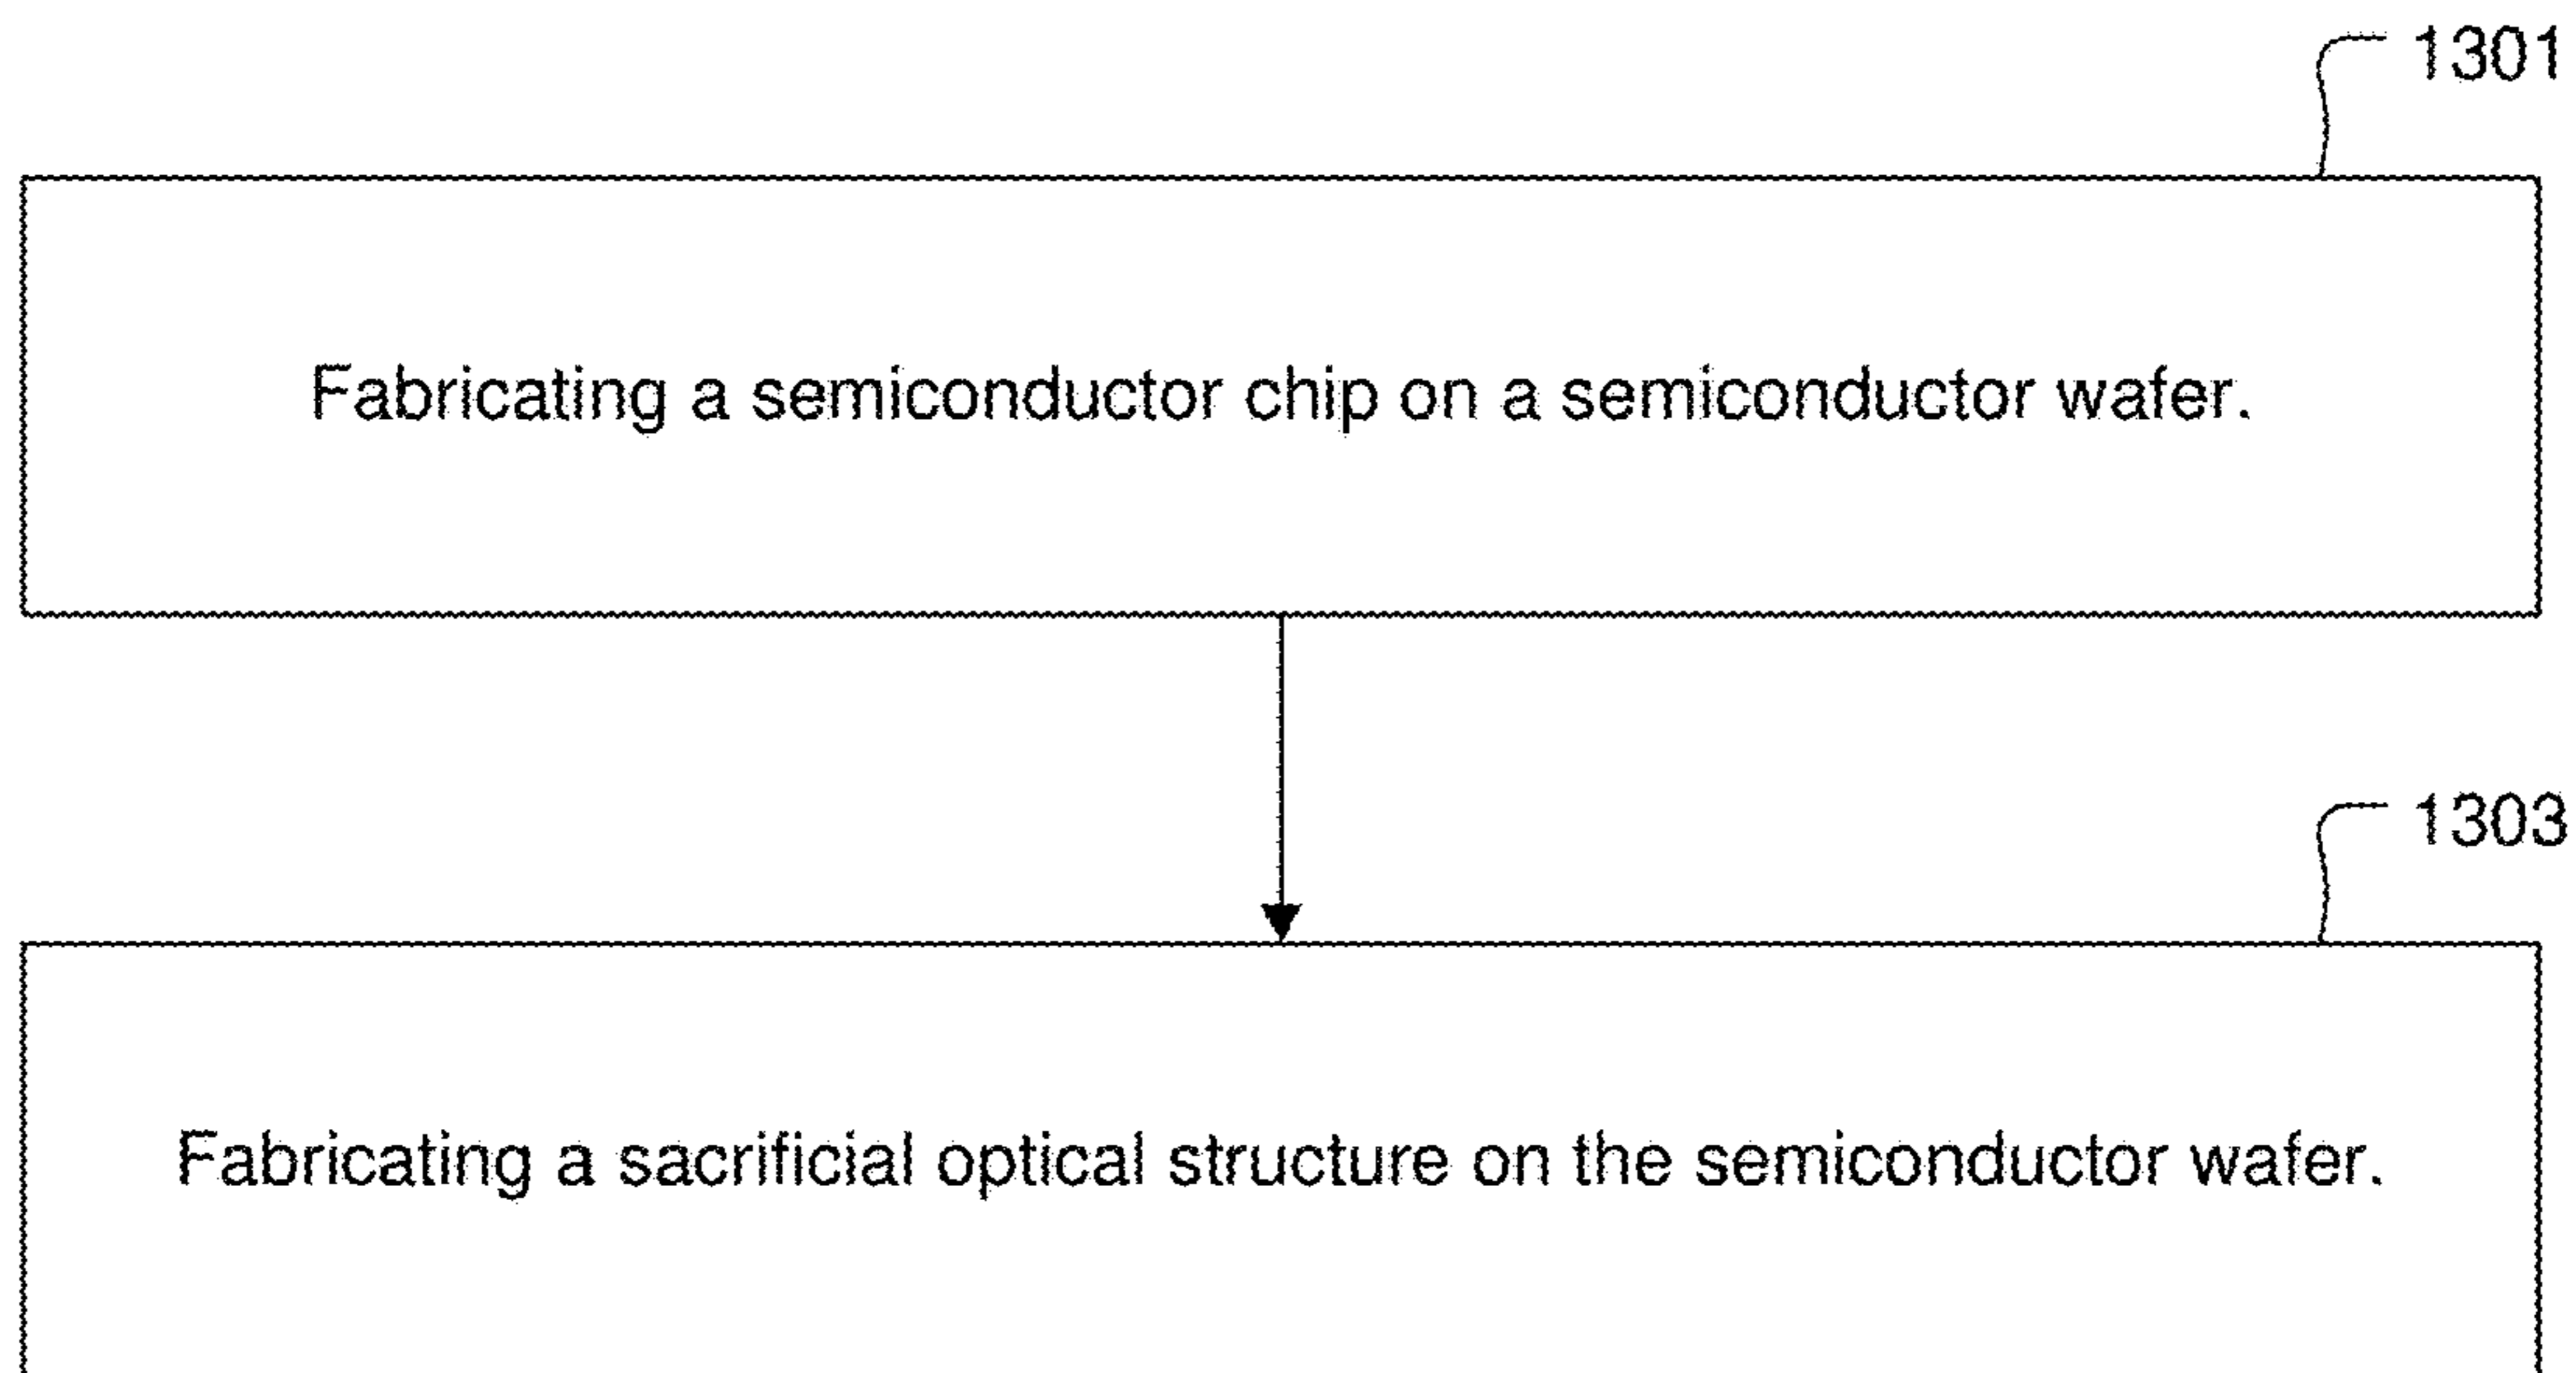 1301
Fabricating a semiconductor chip on a semiconductor wafer.
1303
Fabricating a sacrificial optical structure on the semiconductor wafer.